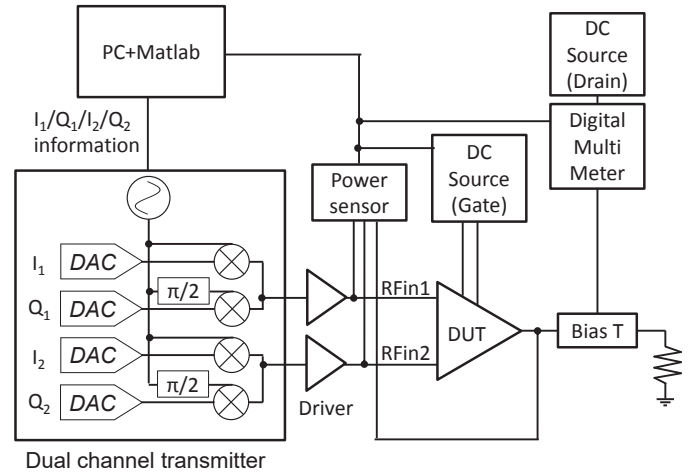 PC+Matlab
DC
Source
(Drain)
I₁/Q₁/I₂/Q₂
information
Digital
Multi
Meter
Power
sensor
DC
Source
(Gate)
I₁
DAC
π/2
Q₁
DAC
I₂
DAC
π/2
Q₂
DAC
RFin1
RFin2
DUT
Bias T
Driver
Dual channel transmitter